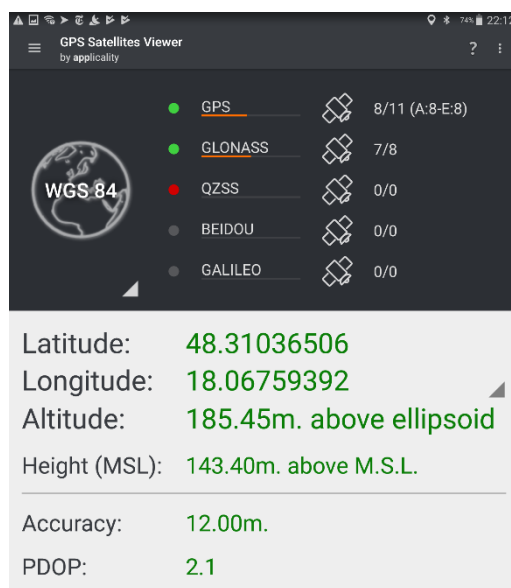 74% 22:12
GPS Satellites Viewer
by applicality
?
GPS 8/11 (A:8-E:8)
GLONASS 7/8
WGS 84
QZSS 0/0
BEIDOU 0/0
GALILEO 0/0
Latitude: 48.31036506
Longitude: 18.06759392
Altitude: 185.45m. above ellipsoid
Height (MSL): 143.40m. above M.S.L.
Accuracy: 12.00m.
PDOP: 2.1